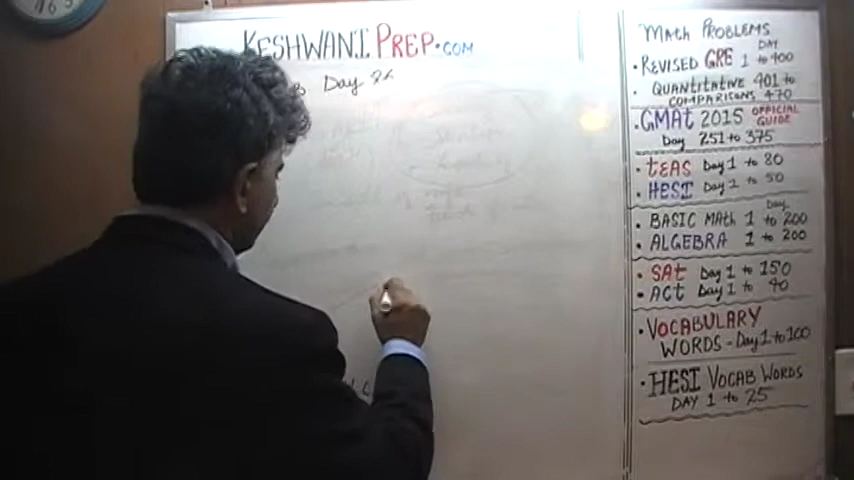 KESHWANI PREP.COM
Day
MATH PROBLEMS
DAY
• REVISED GRE 1 to 400
• QUANTITATIVE 401 to
COMPARISONS 470
• GMAT 2015 OFFICIAL
GUIDE
Day 251 to 375
• TEAS Day 1 to 80
• HESI Day 1 to 50
Day
• BASIC MATH 1 to 200
• ALGEBRA 1 to 200
• SAT Day 1 to 150
• ACT Day 1 to 90
• VOCABULARY
WORDS - Day 1 to 100
• HESI VOCAB WORDS
DAY 1 to 25